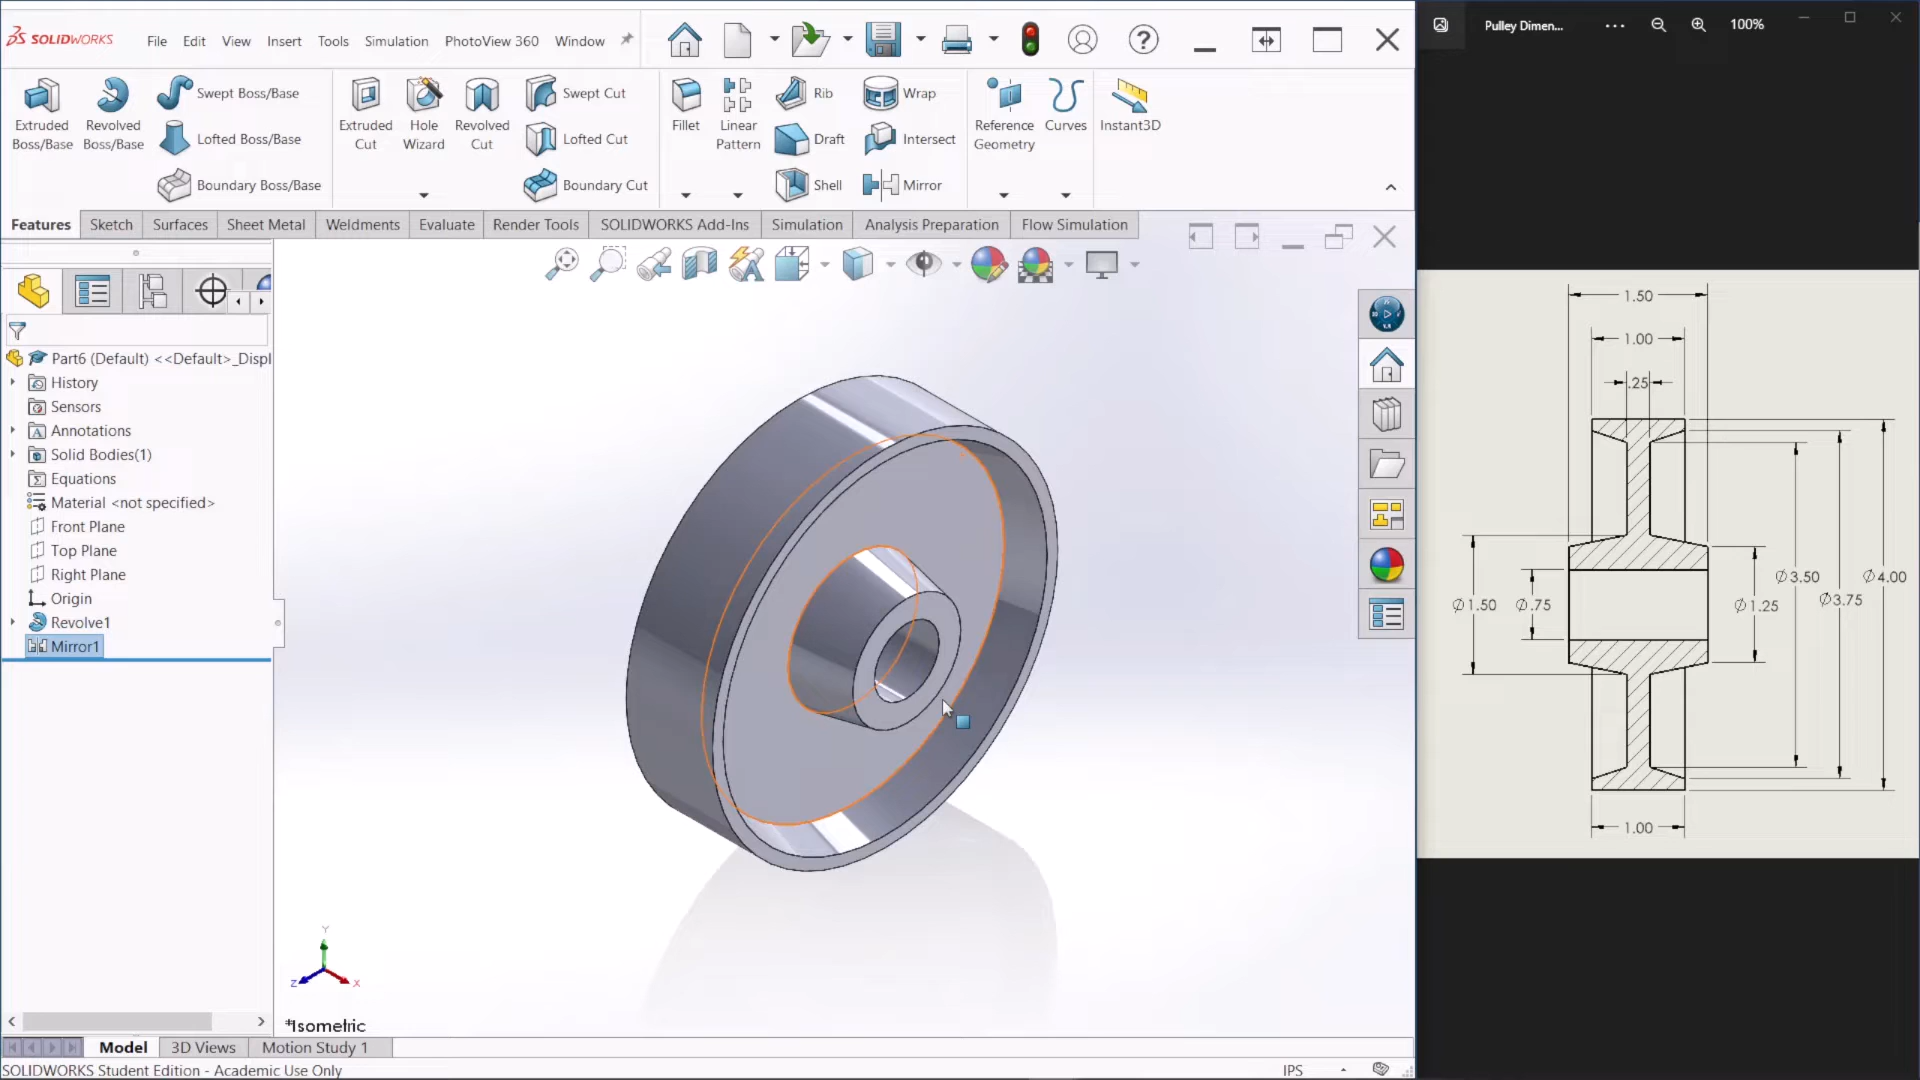 SOLIDWORKS File Edit View Insert Tools Simulation PhotoView 360 Window
Extruded Boss/Base
Revolved Boss/Base
Swept Boss/Base
Lofted Boss/Base
Boundary Boss/Base
Extruded Cut
Hole Wizard
Revolved Cut
Swept Cut
Lofted Cut
Boundary Cut
Fillet
Linear Pattern
Rib
Draft
Shell
Wrap
Intersect
Mirror
Reference Geometry
Curves
Instant3D
Features Sketch Surfaces Sheet Metal Weldments Evaluate Render Tools SOLIDWORKS Add-Ins Simulation Analysis Preparation Flow Simulation
Part6 (Default) <<Default>_Displ
History
Sensors
Annotations
Solid Bodies(1)
Equations
Material <not specified>
Front Plane
Top Plane
Right Plane
Origin
Revolve1
Mirror1
Y
Z
X
*Isometric
Model 3D Views Motion Study 1
SOLIDWORKS Student Edition - Academic Use Only
IPS
Pulley Dimen... 100%
1.50
1.00
.25
Ø1.50
Ø.75
Ø1.25
Ø3.50
Ø3.75
Ø4.00
1.00